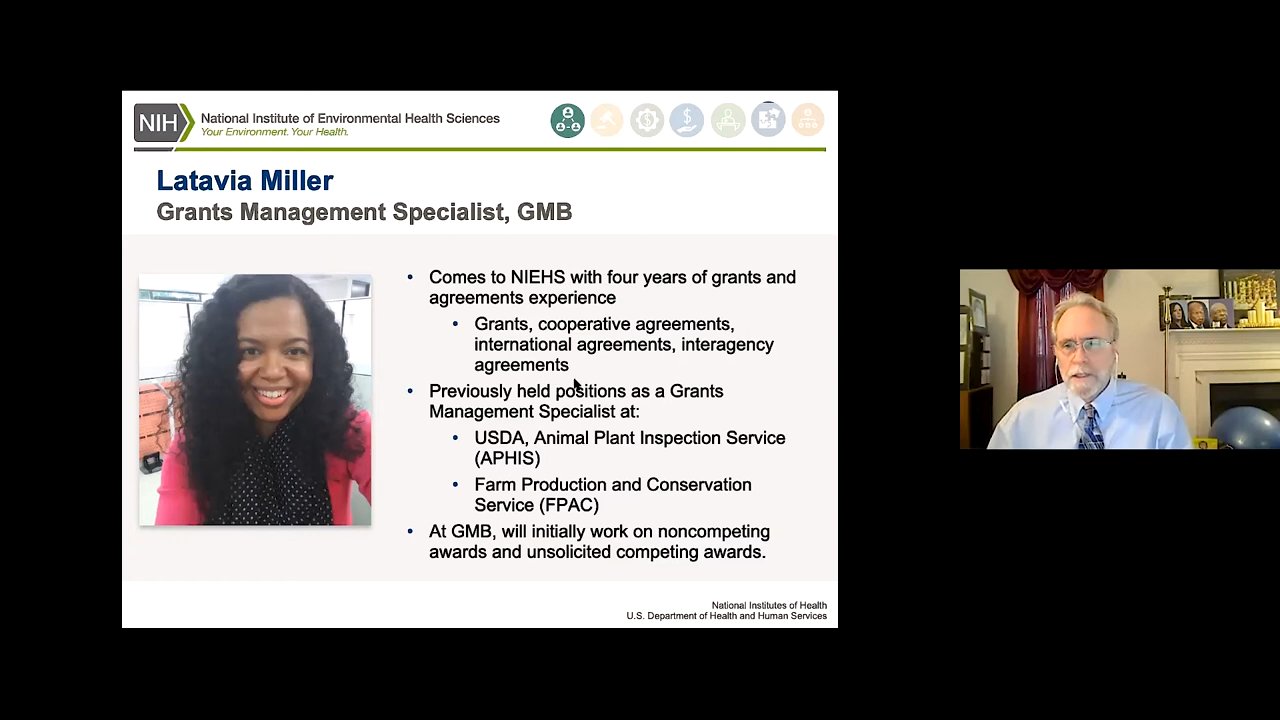 NIH
National Institute of Environmental Health Sciences
Your Environment. Your Health.
Latavia Miller
Grants Management Specialist, GMB
• Comes to NIEHS with four years of grants and
agreements experience
• Grants, cooperative agreements,
international agreements, interagency
agreements
• Previously held positions as a Grants
Management Specialist at:
• USDA, Animal Plant Inspection Service
(APHIS)
• Farm Production and Conservation
Service (FPAC)
• At GMB, will initially work on noncompeting
awards and unsolicited competing awards.
National Institutes of Health
U.S. Department of Health and Human Services